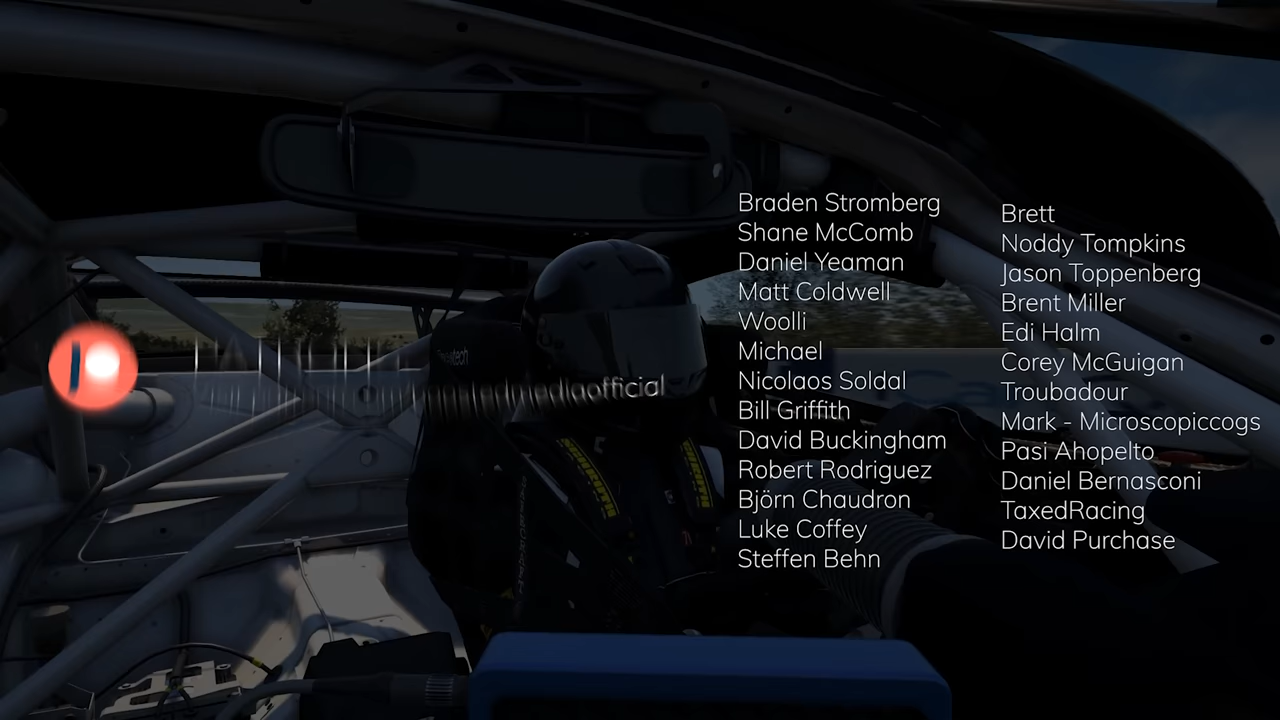 Braden Stromberg
Shane McComb
Daniel Yeaman
Matt Coldwell
Woolli
Michael
Nicolaos Soldal
Bill Griffith
David Buckingham
Robert Rodriguez
Björn Chaudron
Luke Coffey
Steffen Behn
Brett
Noddy Tompkins
Jason Toppenberg
Brent Miller
Edi Halm
Corey McGuigan
Troubadour
Mark - Microscopiccogs
Pasi Ahopelto
Daniel Bernasconi
TaxedRacing
David Purchase